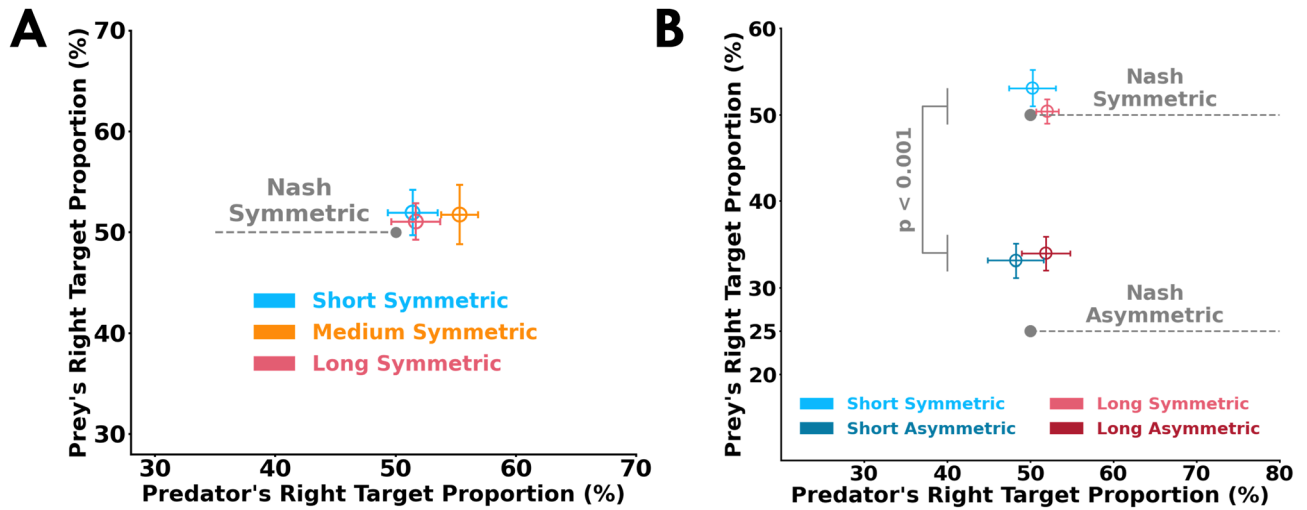 A
70
60
50
40
30
Prey's Right Target Proportion (%)
Nash
Symmetric
Short Symmetric
Medium Symmetric
Long Symmetric
30 40 50 60 70
Predator's Right Target Proportion (%)
B
60
50
40
30
25
20
Prey's Right Target Proportion (%)
Nash
Symmetric
p < 0.001
Nash
Asymmetric
Short Symmetric Long Symmetric
Short Asymmetric Long Asymmetric
30 40 50 60 70 80
Predator's Right Target Proportion (%)